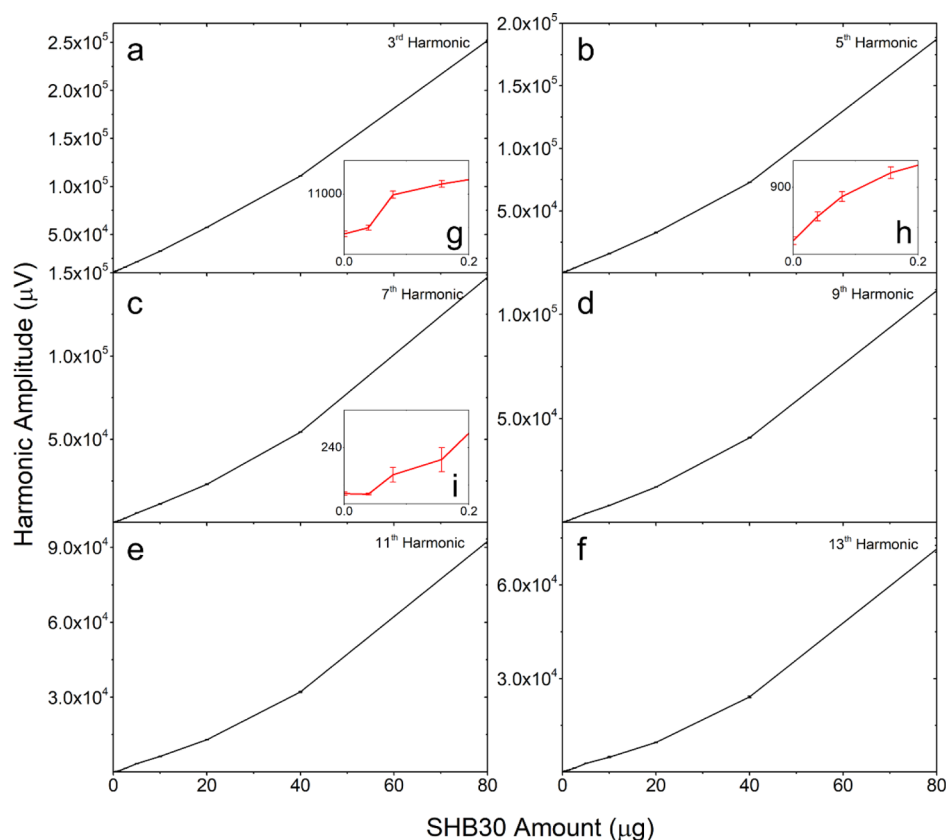 a
3rd Harmonic
2.5x10^5
2.0x10^5
1.5x10^5
1.0x10^5
5.0x10^4
11000
g
0.0 0.2
b
5th Harmonic
2.0x10^5
1.5x10^5
1.0x10^5
5.0x10^4
900
h
0.0 0.2
c
7th Harmonic
1.5x10^5
1.0x10^5
5.0x10^4
240
i
0.0 0.2
d
9th Harmonic
1.0x10^5
5.0x10^4
e
11th Harmonic
9.0x10^4
6.0x10^4
3.0x10^4
0 20 40 60 80
f
13th Harmonic
6.0x10^4
3.0x10^4
0 20 40 60 80
Harmonic Amplitude (μV)
SHB30 Amount (μg)